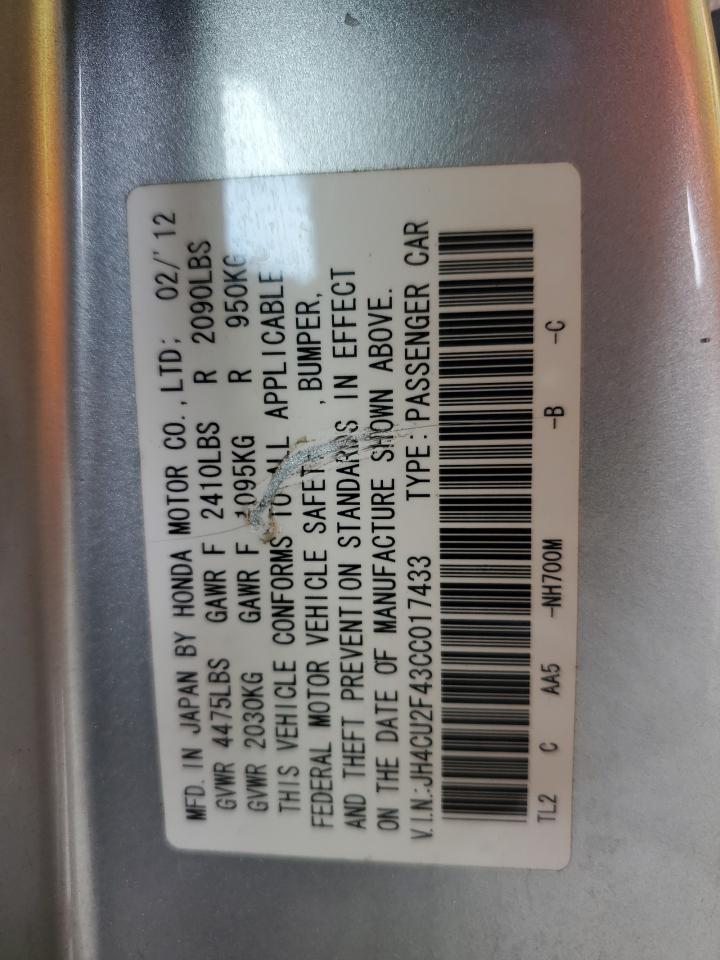 MFD. IN JAPAN BY HONDA MOTOR CO., LTD; 02/'12
GVWR 4475LBS GAWR F 2410LBS R 2090LBS
GVWR 2030KG GAWR F 1095KG R 950KG
THIS VEHICLE CONFORMS TO ALL APPLICABLE
FEDERAL MOTOR VEHICLE SAFETY, BUMPER,
AND THEFT PREVENTION STANDARDS IN EFFECT
ON THE DATE OF MANUFACTURE SHOWN ABOVE.
V.I.N.:JH4CU2F43CC017433 TYPE:PASSENGER CAR
TL2 C AA5 -NH700M -B -C